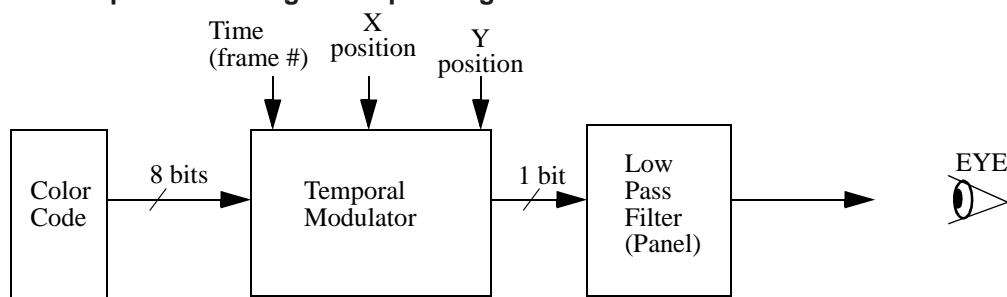 Time
(frame #)
X
position
Y
position
Color
Code
8 bits
Temporal
Modulator
1 bit
Low
Pass
Filter
(Panel)
EYE